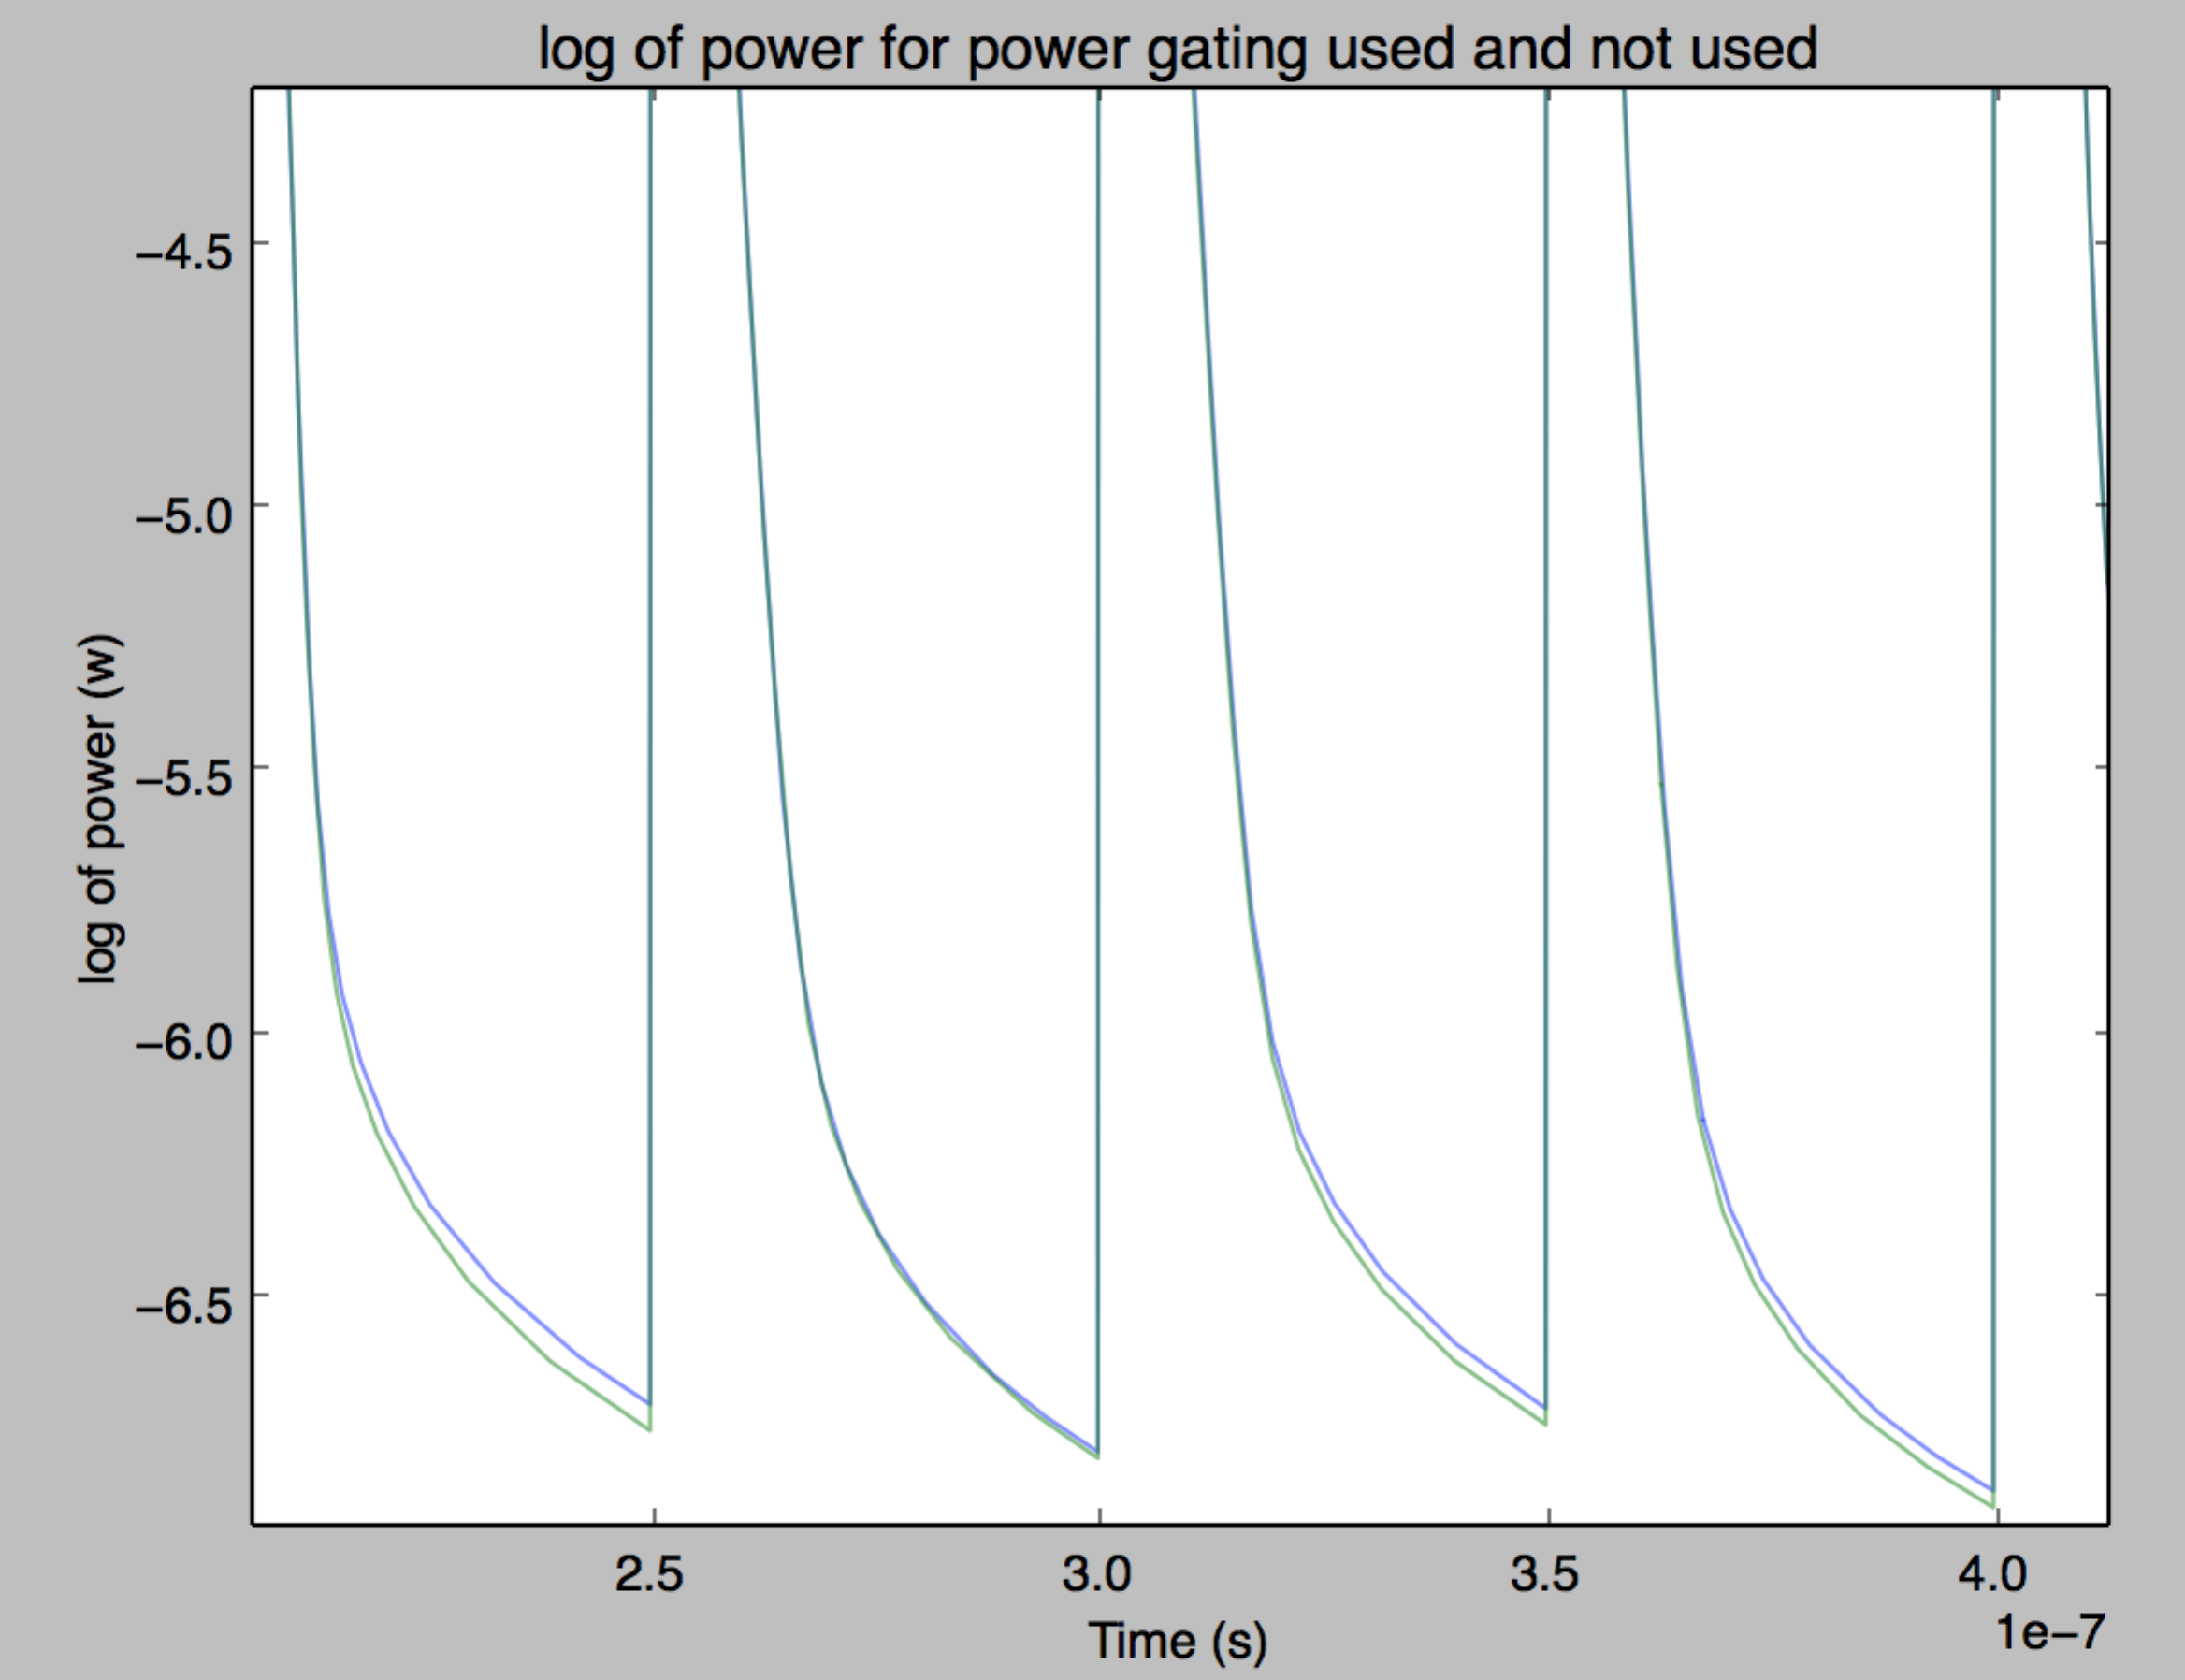 log of power for power gating used and not used
−4.5
−5.0
−5.5
−6.0
−6.5
log of power (w)
2.5 3.0 3.5 4.0
Time (s)
1e−7